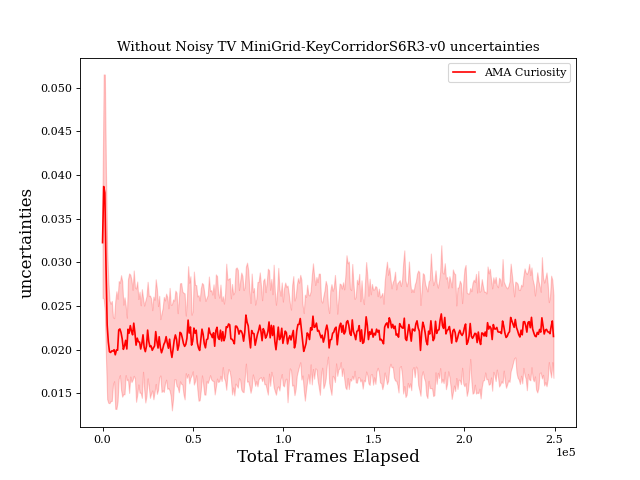 Without Noisy TV MiniGrid-KeyCorridorS6R3-v0 uncertainties
AMA Curiosity
0.050
0.045
0.040
0.035
0.030
0.025
0.020
0.015
uncertainties
0.0 0.5 1.0 1.5 2.0 2.5
1e5
Total Frames Elapsed